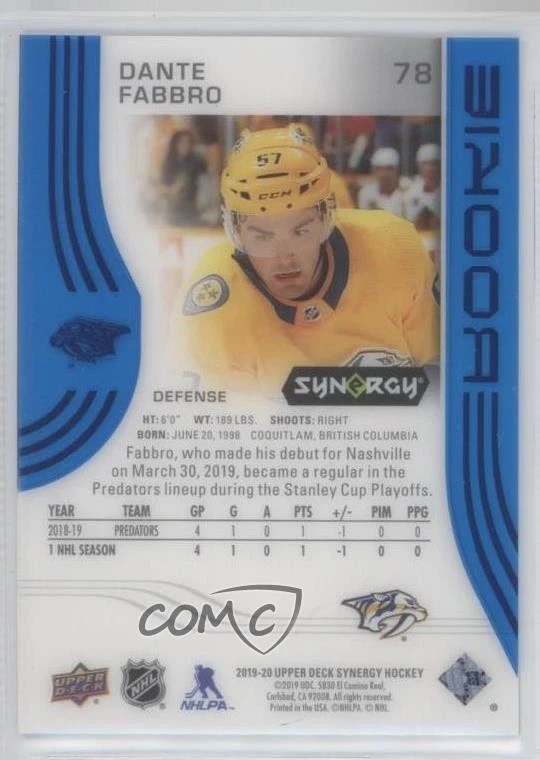 DANTE
FABBRO
78
ROOKIE
57
CCM
SYNERGY
DEFENSE
HT: 6'0" WT: 189 LBS. SHOOTS: RIGHT
BORN: JUNE 20, 1998 COQUITLAM, BRITISH COLUMBIA
Fabbro, who made his debut for Nashville
on March 30, 2019, became a regular in the
Predators lineup during the Stanley Cup Playoffs.
YEAR TEAM GP G A PTS +/- PIM PPG
2018-19 PREDATORS 4 1 0 1 -1 0 0
1 NHL SEASON 4 1 0 1 -1 0 0
COMC
UPPER
DECK
NHL
NHLPA
2019-20 UPPER DECK SYNERGY HOCKEY
©2019 UDC. 5830 El Camino Real,
Carlsbad, CA 92008. All rights reserved.
Printed in the USA. ©NHLPA. © NHL.